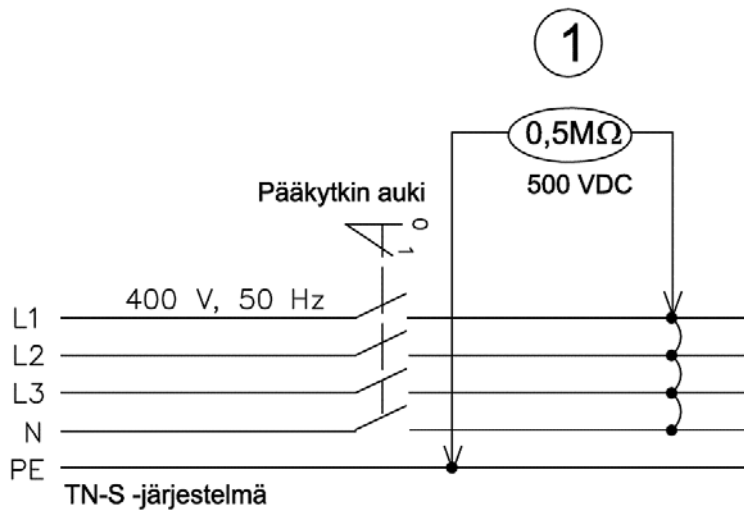 1
0,5MΩ
500 VDC
Pääkytkin auki
0
1
400 V, 50 Hz
L1
L2
L3
N
PE
TN-S -järjestelmä